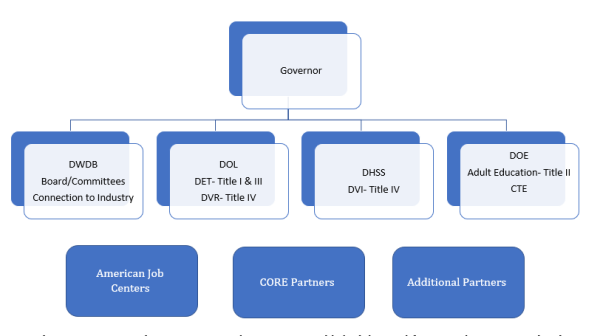 Governor
DWDB
Board/Committees
Connection to Industry
DOL
DET- Title I & III
DVR- Title IV
DHSS
DVI- Title IV
DOE
Adult Education- Title II
CTE
American Job
Centers
CORE Partners
Additional Partners